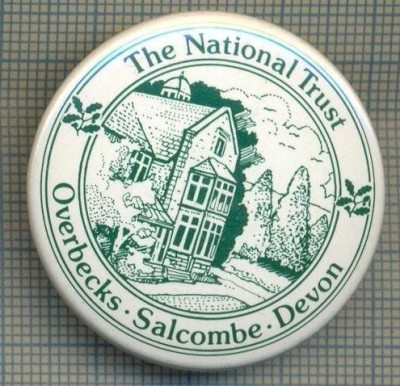 The National Trust
Overbecks · Salcombe · Devon